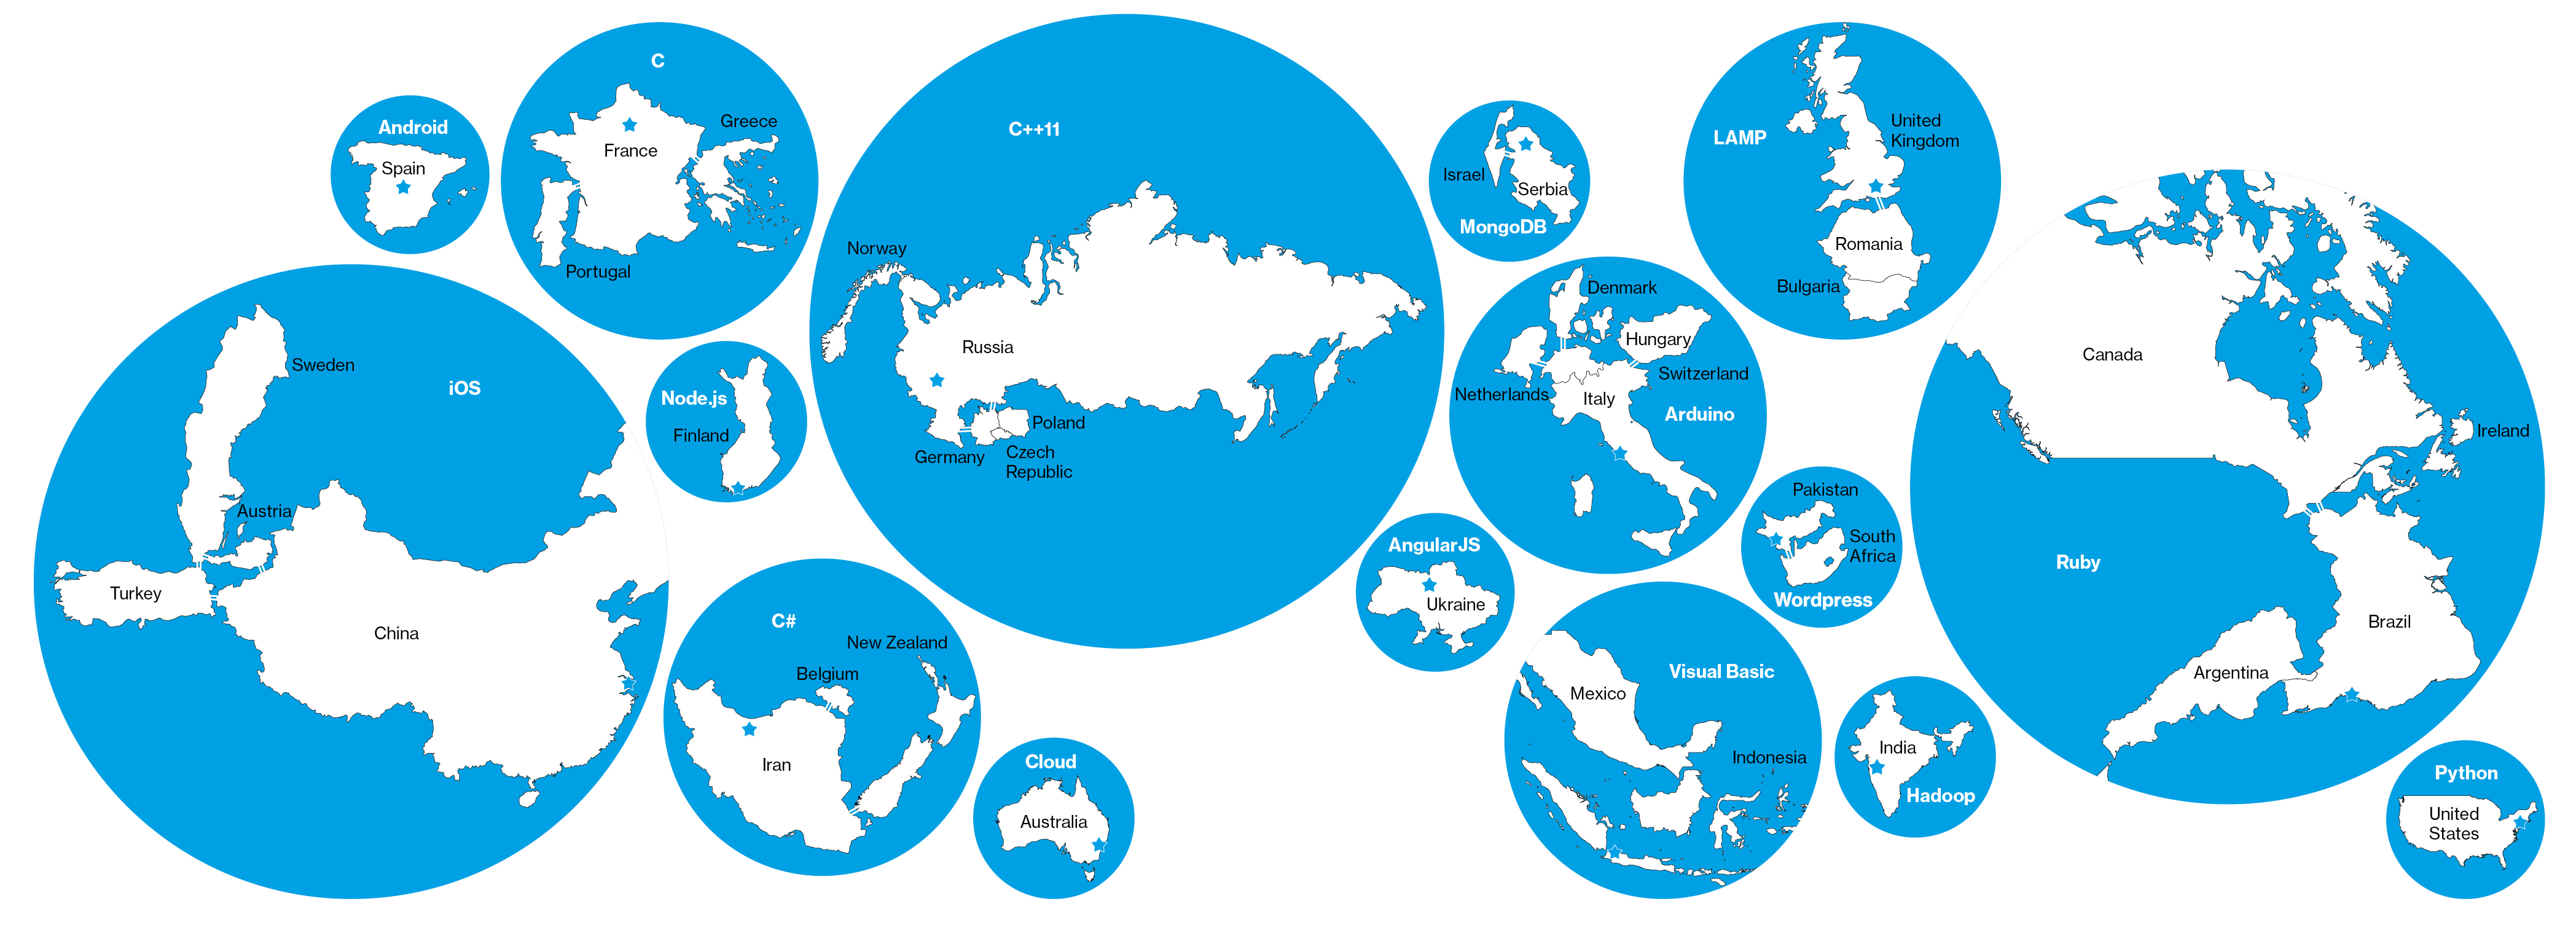 Android
Spain
C
France
Greece
Portugal
iOS
Sweden
Austria
Turkey
China
Node.js
Finland
C++11
Norway
Russia
Poland
Germany
Czech
Republic
C#
New Zealand
Belgium
Iran
Cloud
Australia
MongoDB
Israel
Serbia
LAMP
United
Kingdom
Romania
Bulgaria
Denmark
Hungary
Switzerland
Netherlands
Italy
Arduino
AngularJS
Ukraine
Pakistan
South
Africa
Wordpress
Visual Basic
Mexico
Indonesia
India
Hadoop
Canada
Ireland
Ruby
Brazil
Argentina
Python
United
States